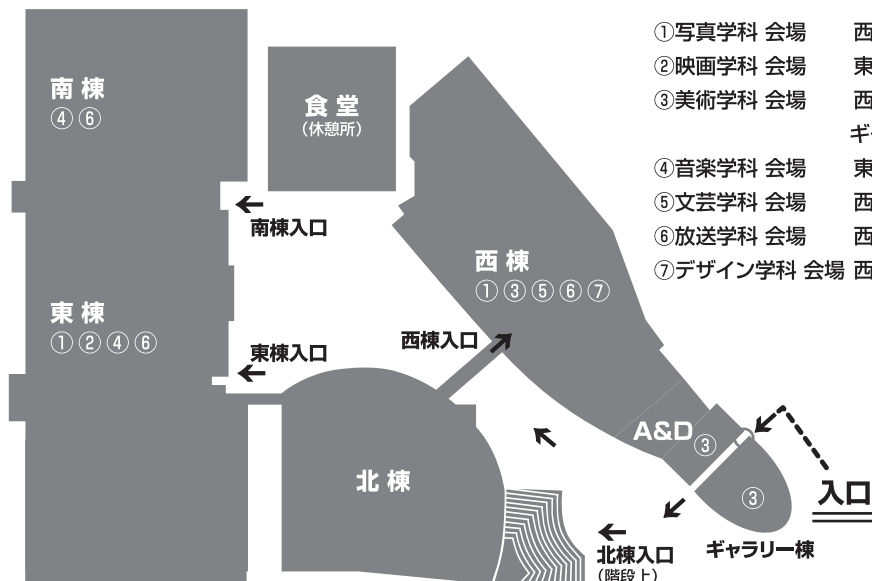 南棟
④⑥
食堂
(休憩所)
①写真学科 会場 西
②映画学科 会場 東
③美術学科 会場 西
ギ
④音楽学科 会場 東
⑤文芸学科 会場 西
⑥放送学科 会場 西
⑦デザイン学科 会場 西
南棟入口
西棟
①③⑤⑥⑦
東棟
①②④⑥
東棟入口
西棟入口
A&D③
北棟
③
入口
北棟入口
(階段上)
ギャラリー棟